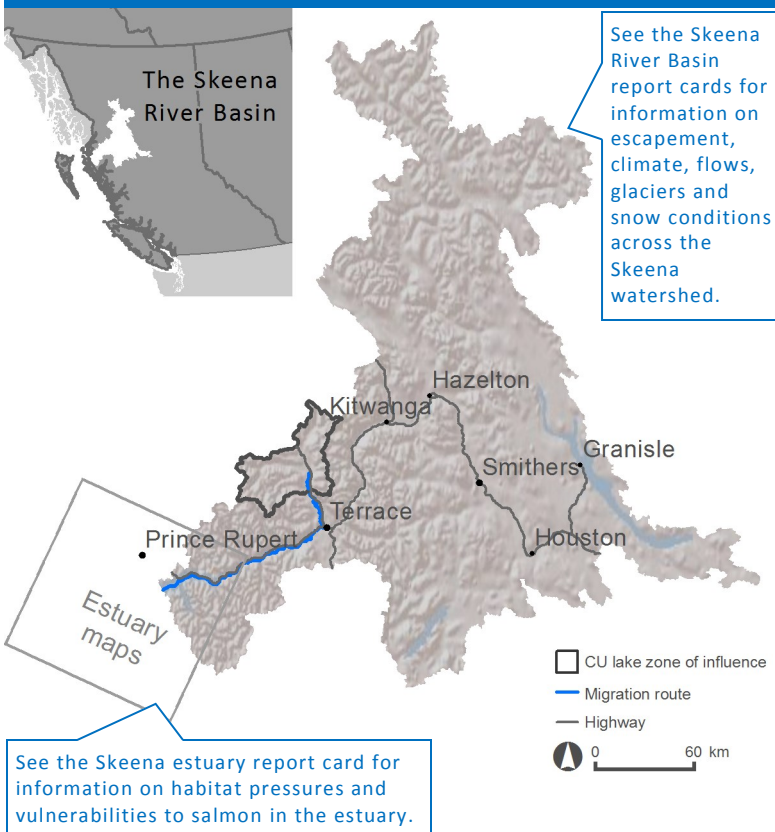 The Skeena
River Basin
See the Skeena
River Basin
report cards for
information on
escapement,
climate, flows,
glaciers and
snow conditions
across the
Skeena
watershed.
Hazelton
Kitwanga
Granisle
Smithers
Terrace
Prince Rupert
Houston
Estuary
maps
CU lake zone of influence
Migration route
Highway
0 60 km
See the Skeena estuary report card for
information on habitat pressures and
vulnerabilities to salmon in the estuary.